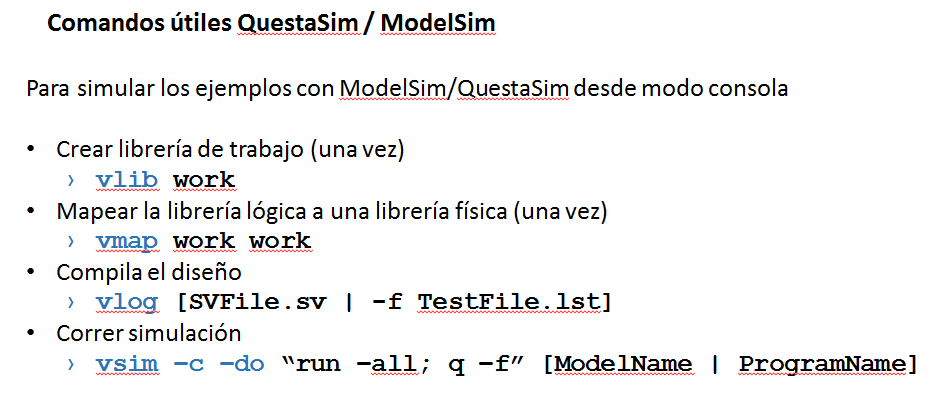 Comandos útiles QuestaSim / ModelSim
Para simular los ejemplos con ModelSim/QuestaSim desde modo consola
• Crear librería de trabajo (una vez)
› vlib work
• Mapear la librería lógica a una librería física (una vez)
› vmap work work
• Compila el diseño
› vlog [SVFile.sv | -f TestFile.lst]
• Correr simulación
› vsim –c –do “run –all; q –f” [ModelName | ProgramName]